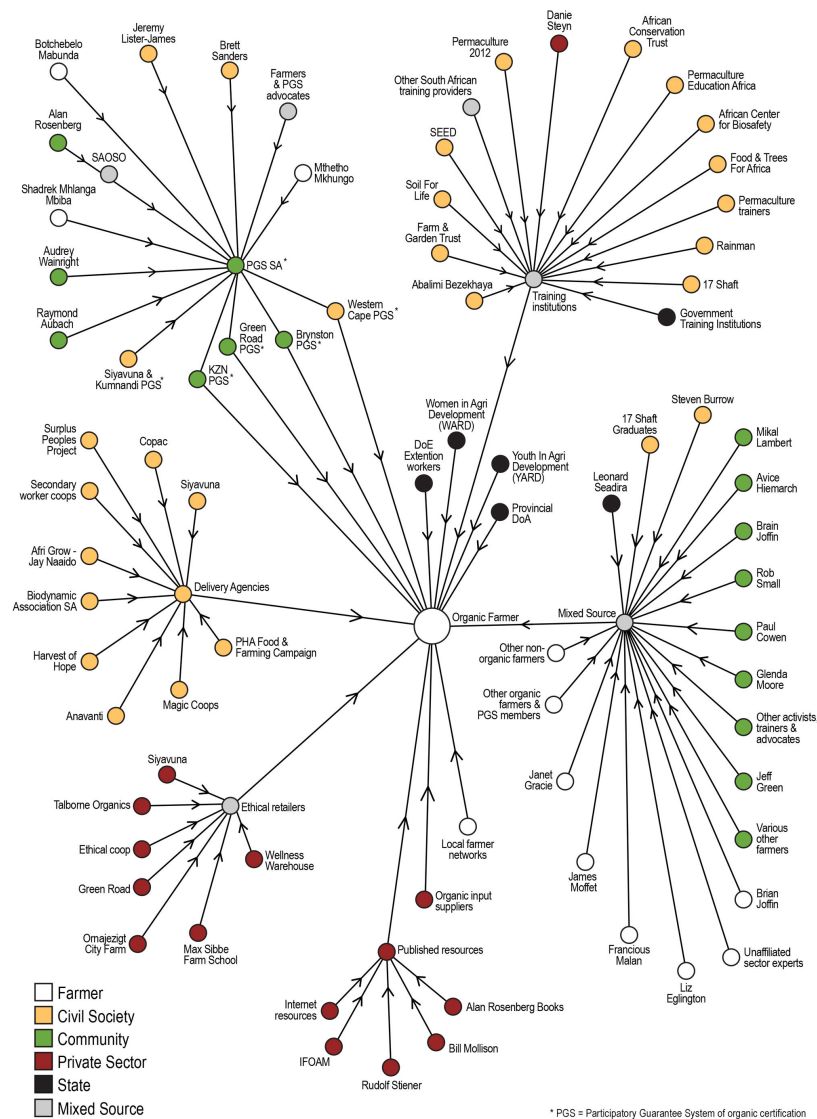 Jeremy
Lister-James
Botchebelo
Mabunda
Brett
Sanders
Farmers
& PGS
advocates
Alan
Rosenberg
SAOSO
Mthetho
Mkhungo
Shadrek Mhlanga
Mbiba
Audrey
Wainright
PGS SA*
Raymond
Aubach
Siyavuna &
Kumnandi PGS*
KZN
PGS*
Green
Road
PGS*
Brynston
PGS*
Western
Cape PGS*
Danie
Steyn
Permaculture
2012
African
Conservation
Trust
Other South African
training providers
Permaculture
Education Africa
SEED
African Center
for Biosafety
Soil For
Life
Food & Trees
For Africa
Farm &
Garden Trust
Permaculture
trainers
Rainman
Abalimi Bezekhaya
Training
institutions
17 Shaft
Government
Training Institutions
Women in Agri
Development
(WARD)
DoE
Extention
workers
Youth In Agri
Development
(YARD)
Provincial
DoA
Surplus
Peoples
Project
Copac
Secondary
worker coops
Siyavuna
Afri Grow -
Jay Naaido
Delivery Agencies
Biodynamic
Association SA
Harvest of
Hope
PHA Food &
Farming Campaign
Magic Coops
Anavanti
Organic Farmer
Steven Burrow
17 Shaft
Graduates
Leonard
Seadira
Mikal
Lambert
Avice
Hiemarch
Brain
Joffin
Rob
Small
Mixed Source
Paul
Cowen
Other non-
organic farmers
Glenda
Moore
Other organic
farmers &
PGS members
Other activists,
trainers &
advocates
Janet
Gracie
Jeff
Green
Various
other
farmers
James
Moffet
Brian
Joffin
Francious
Malan
Unaffiliated
sector experts
Liz
Eglington
Siyavuna
Talborne Organics
Ethical retailers
Ethical coop
Wellness
Warehouse
Green Road
Ornajezigt
City Farm
Max Sibbe
Farm School
Local farmer
networks
Organic input
suppliers
Published resources
Internet
resources
Alan Rosenberg Books
IFOAM
Bill Mollison
Rudolf Stiener
Farmer
Civil Society
Community
Private Sector
State
Mixed Source
* PGS = Participatory Guarantee System of organic certification